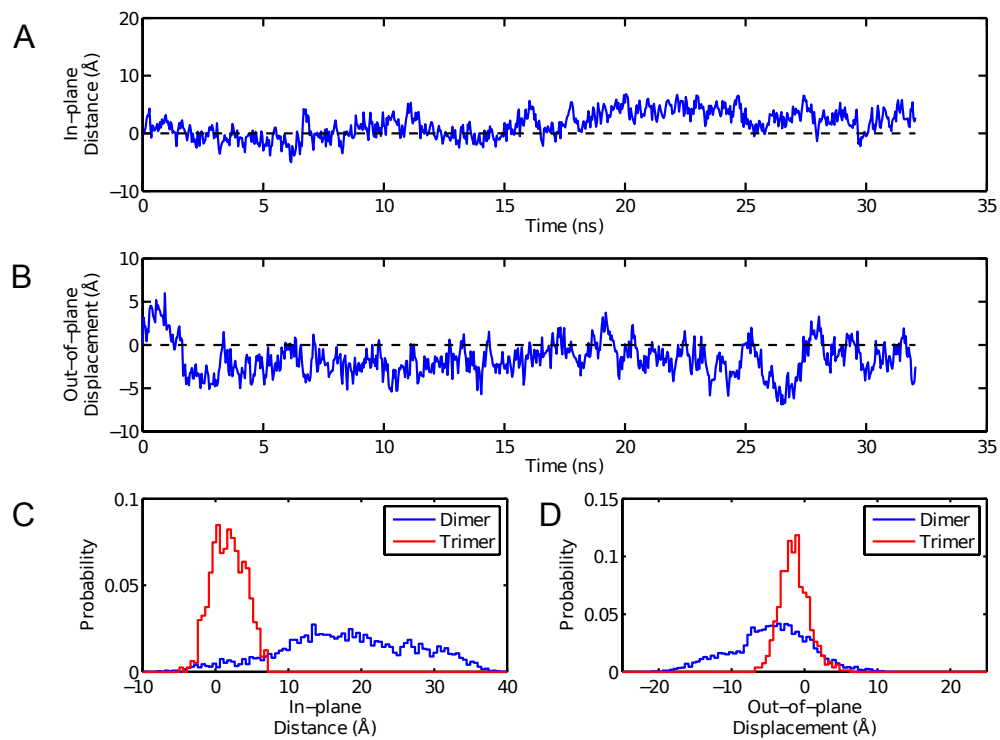 A
In-plane
Distance (Å)
20
10
0
−10
0 5 10 15 20 25 30 35
Time (ns)
B
Out-of-plane
Displacement (Å)
10
5
0
−5
−10
0 5 10 15 20 25 30 35
Time (ns)
C
Probability
0.1
0.05
0
−10 0 10 20 30 40
In-plane
Distance (Å)
Dimer
Trimer
D
Probability
0.15
0.1
0.05
0
−20 −10 0 10 20
Out-of-plane
Displacement (Å)
Dimer
Trimer